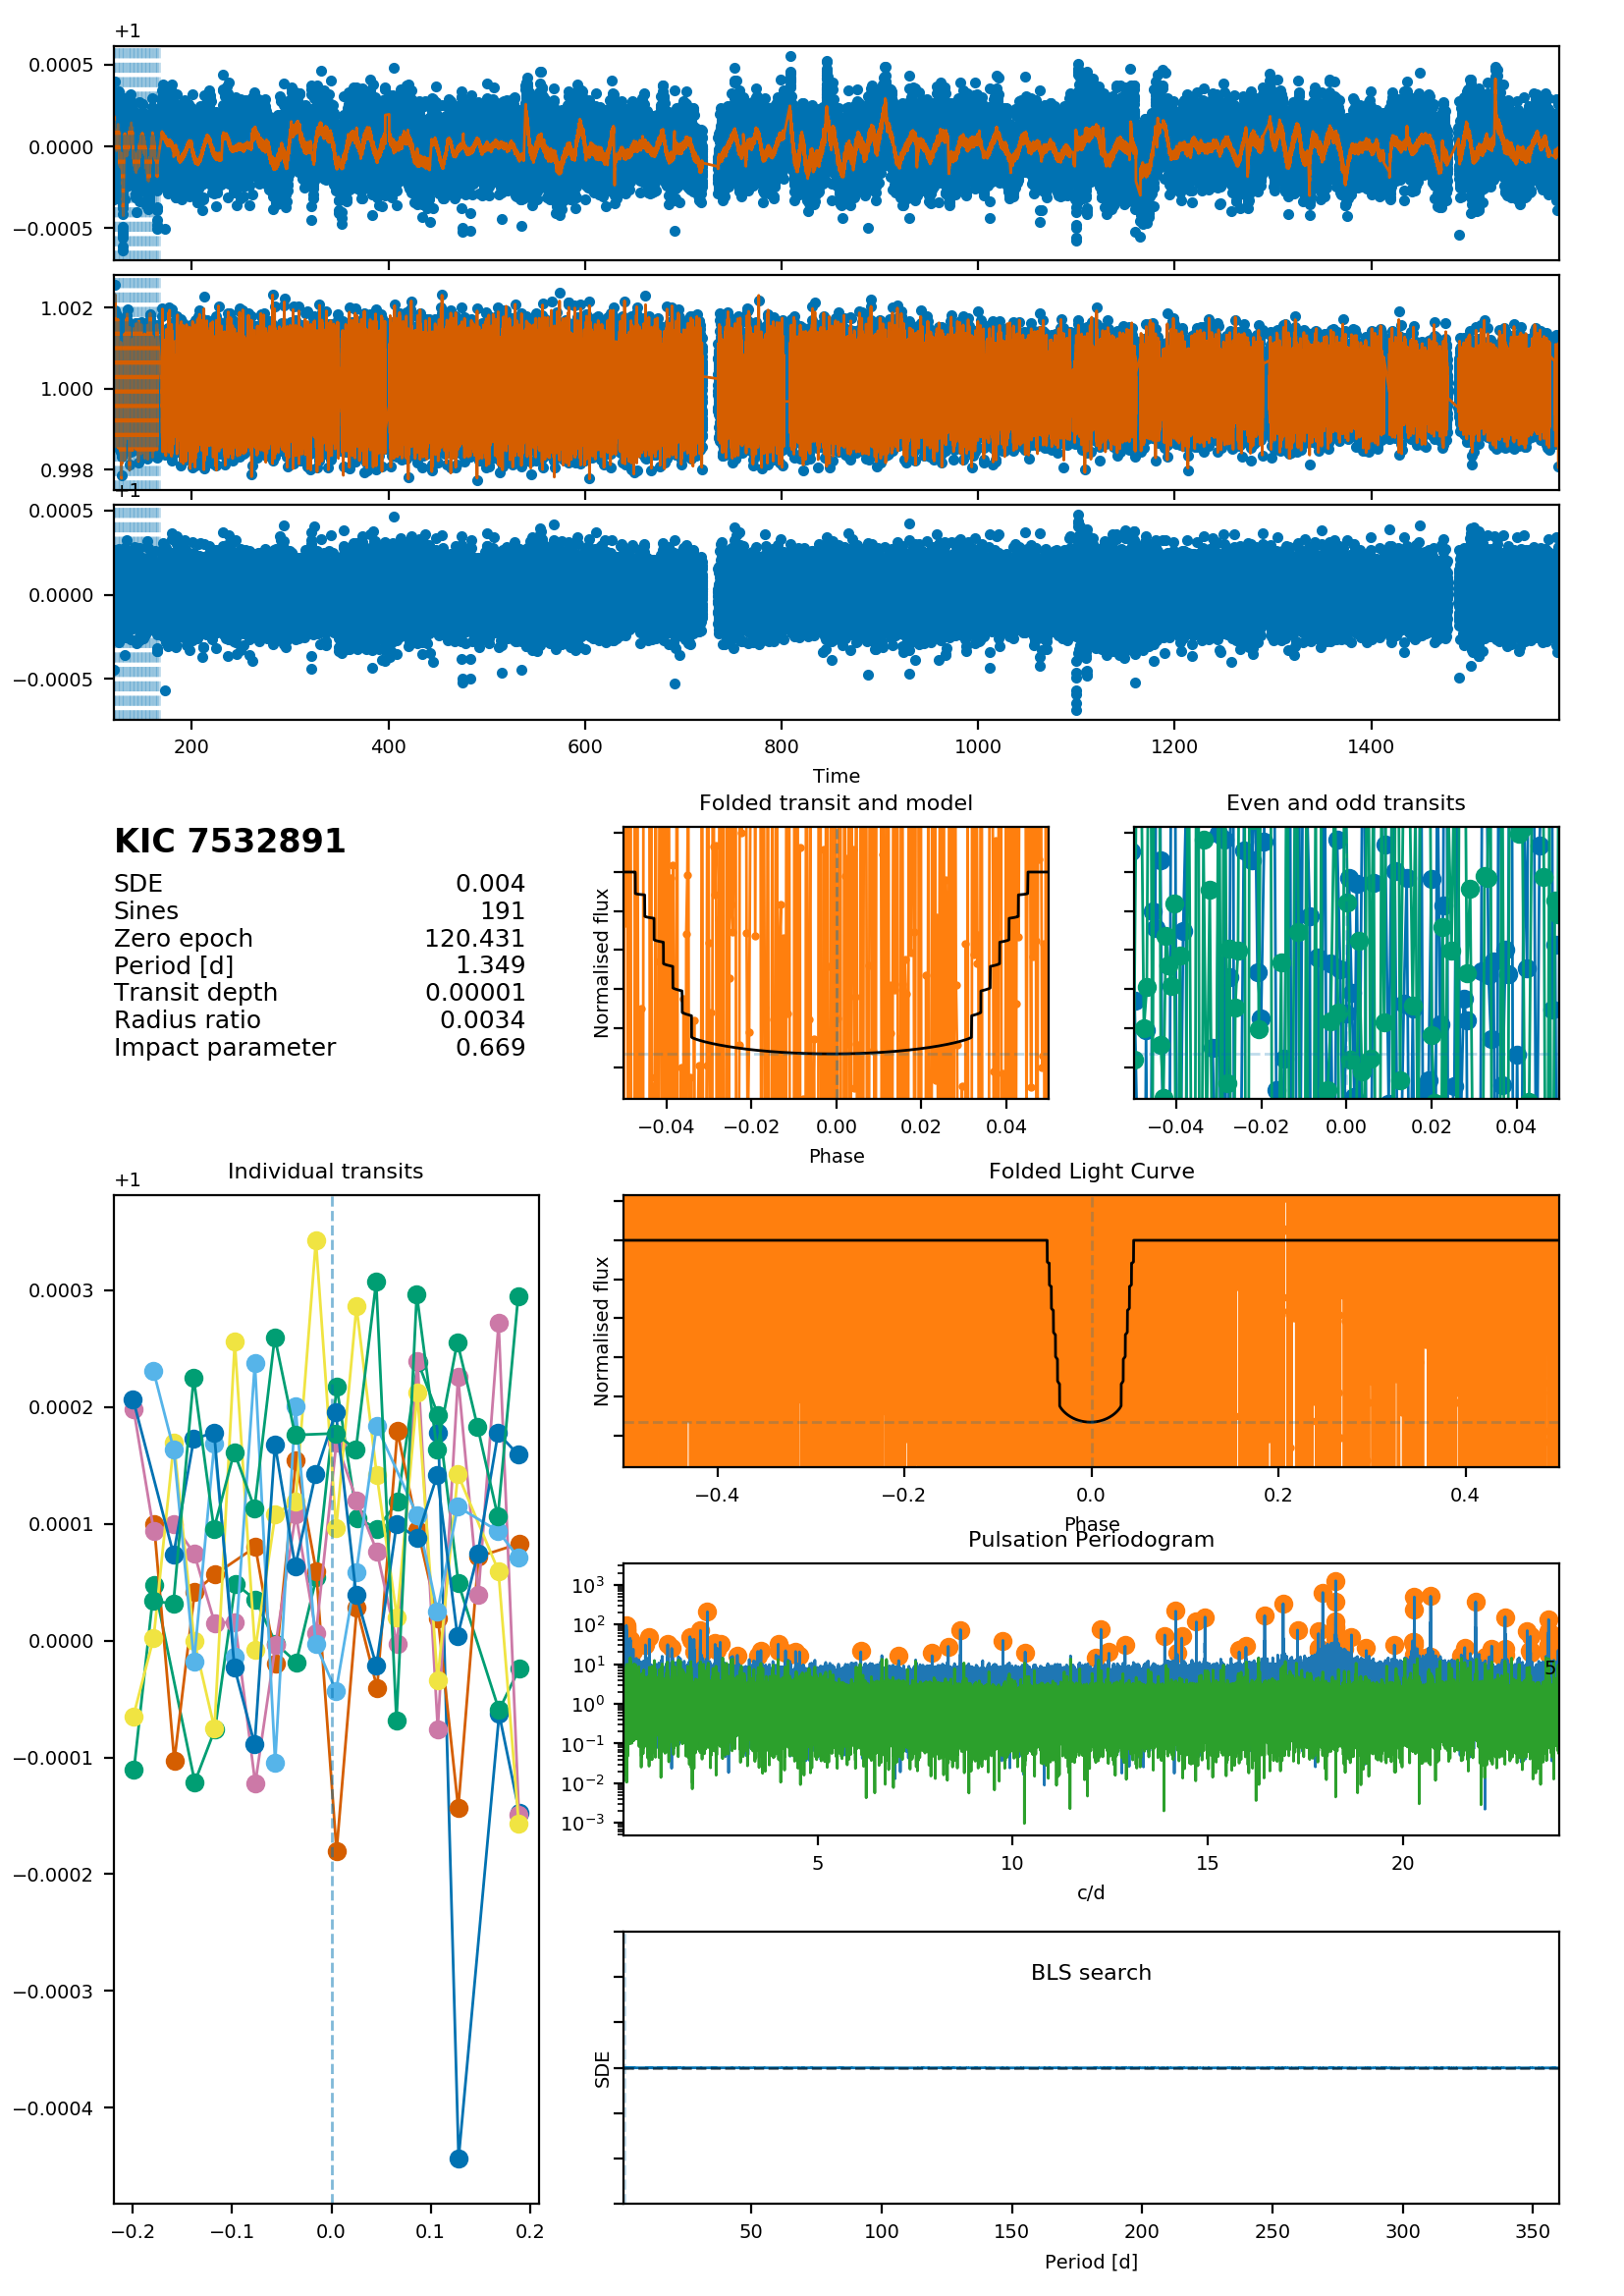 +1
0.0005
0.0000
−0.0005
1.002
1.000
0.998
+1
0.0005
0.0000
−0.0005
200 400 600 800 1000 1200 1400
Time
KIC 7532891
SDE 0.004
Sines 191
Zero epoch 120.431
Period [d] 1.349
Transit depth 0.00001
Radius ratio 0.0034
Impact parameter 0.669
Folded transit and model
Normalised flux
−0.04 −0.02 0.00 0.02 0.04
Phase
Even and odd transits
−0.04 −0.02 0.00 0.02 0.04
Individual transits
+1
0.0003
0.0002
0.0001
0.0000
−0.0001
−0.0002
−0.0003
−0.0004
−0.2 −0.1 0.0 0.1 0.2
Folded Light Curve
Normalised flux
−0.4 −0.2 0.0 0.2 0.4
Phase
Pulsation Periodogram
10³
10²
10¹
10⁰
10⁻¹
10⁻²
10⁻³
5
5 10 15 20
c/d
BLS search
SDE
50 100 150 200 250 300 350
Period [d]